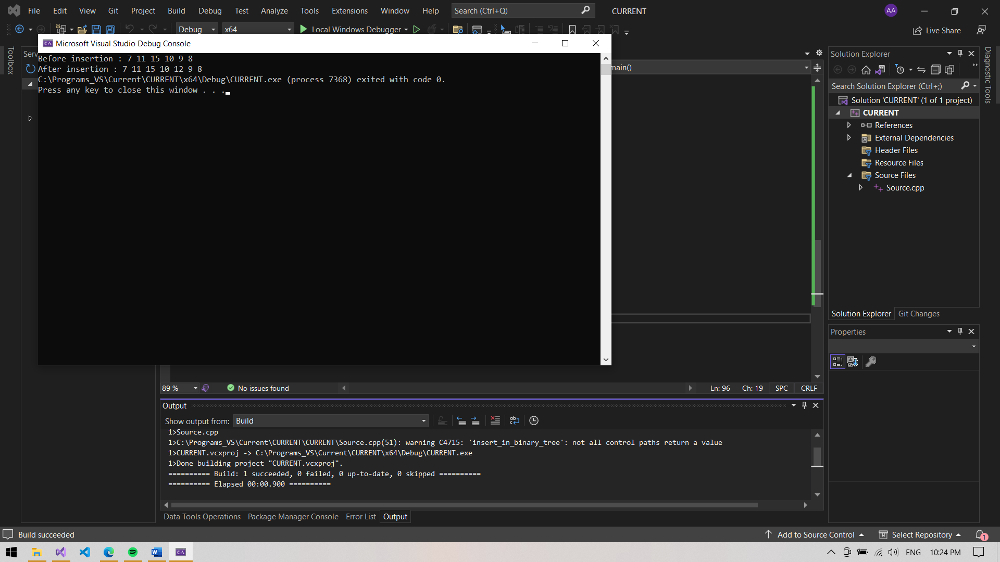 File Edit View Git Project Build Debug Test Analyze Tools Extensions Window Help Search (Ctrl+Q) CURRENT AA
Debug x64 Local Windows Debugger Live Share
Microsoft Visual Studio Debug Console
Before insertion : 7 11 15 10 9 8
After insertion : 7 11 15 10 12 9 8
C:\Programs_VS\Current\CURRENT\x64\Debug\CURRENT.exe (process 7368) exited with code 0.
Press any key to close this window . . .
Toolbox
Serv
main()
Solution Explorer
Search Solution Explorer (Ctrl+;)
Solution 'CURRENT' (1 of 1 project)
CURRENT
References
External Dependencies
Header Files
Resource Files
Source Files
Source.cpp
Diagnostic Tools
Solution Explorer Git Changes
Properties
89 % No issues found Ln: 96 Ch: 19 SPC CRLF
Output
Show output from: Build
1>Source.cpp
1>C:\Programs_VS\Current\CURRENT\CURRENT\Source.cpp(51): warning C4715: 'insert_in_binary_tree': not all control paths return a value
1>CURRENT.vcxproj -> C:\Programs_VS\Current\CURRENT\x64\Debug\CURRENT.exe
1>Done building project "CURRENT.vcxproj".
========== Build: 1 succeeded, 0 failed, 0 up-to-date, 0 skipped ==========
========== Elapsed 00:00.900 ==========
Data Tools Operations Package Manager Console Error List Output
Build succeeded Add to Source Control Select Repository 1
ENG 10:24 PM